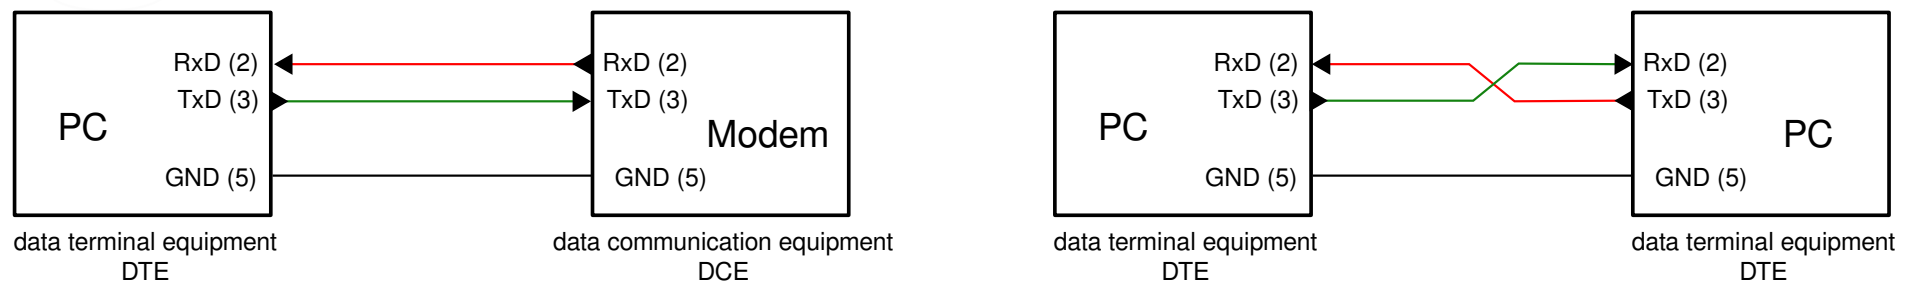 RxD (2)
TxD (3)
PC
GND (5)
data terminal equipment
DTE
RxD (2)
TxD (3)
Modem
GND (5)
data communication equipment
DCE
RxD (2)
TxD (3)
PC
GND (5)
data terminal equipment
DTE
RxD (2)
TxD (3)
PC
GND (5)
data terminal equipment
DTE